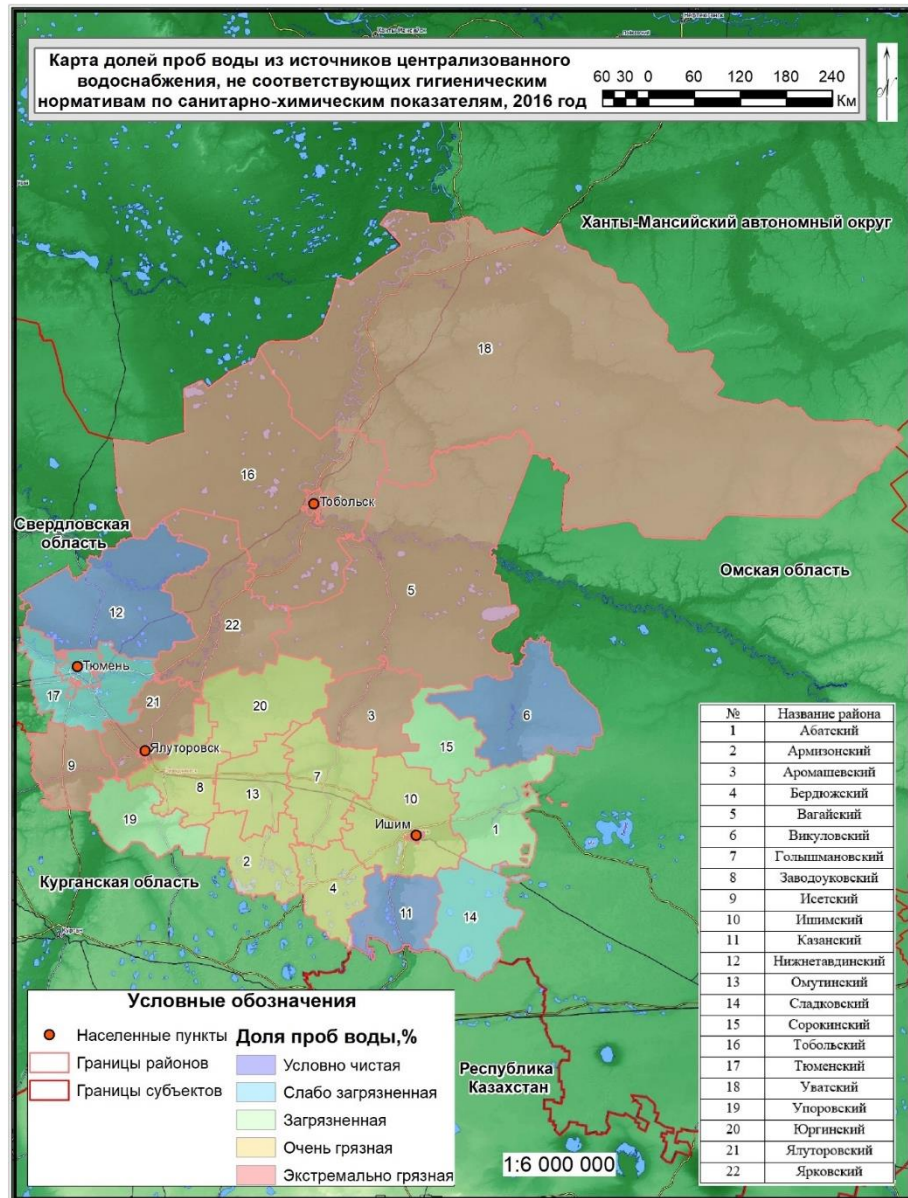 Ханты-Мансийск
Карта долей проб воды из источников централизованного
водоснабжения, не соответствующих гигиеническим
нормативам по санитарно-химическим показателям, 2016 год
60 30 0 60 120 180 240
Км
N
Ханты-Мансийский автономный округ
18
16
Тобольск
Свердловская
область
Омская область
5
12
22
Тюмень
17
21
20
3
6
15
Ялуторовск
9
7
8
13
10
19
Ишим
1
2
Курганская область
4
11
14
Курган
№ Название района
1 Абатский
2 Армизонский
3 Аромашевский
4 Бердюжский
5 Вагайский
6 Викуловский
7 Голышмановский
8 Заводоуковский
9 Исетский
10 Ишимский
11 Казанский
12 Нижнетавдинский
13 Омутинский
14 Сладковский
15 Сорокинский
16 Тобольский
17 Тюменский
18 Уватский
19 Упоровский
20 Юргинский
21 Ялуторовский
22 Ярковский
Условные обозначения
Населенные пункты
Границы районов
Границы субъектов
Доля проб воды,%
Условно чистая
Слабо загрязненная
Загрязненная
Очень грязная
Экстремально грязная
Республика
Казахстан
1:6 000 000